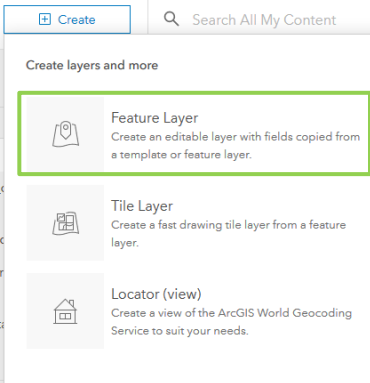 Create
Search All My Content
Create layers and more
Feature Layer
Create an editable layer with fields copied from
a template or feature layer.
Tile Layer
Create a fast drawing tile layer from a feature
layer.
Locator (view)
Create a view of the ArcGIS World Geocoding
Service to suit your needs.